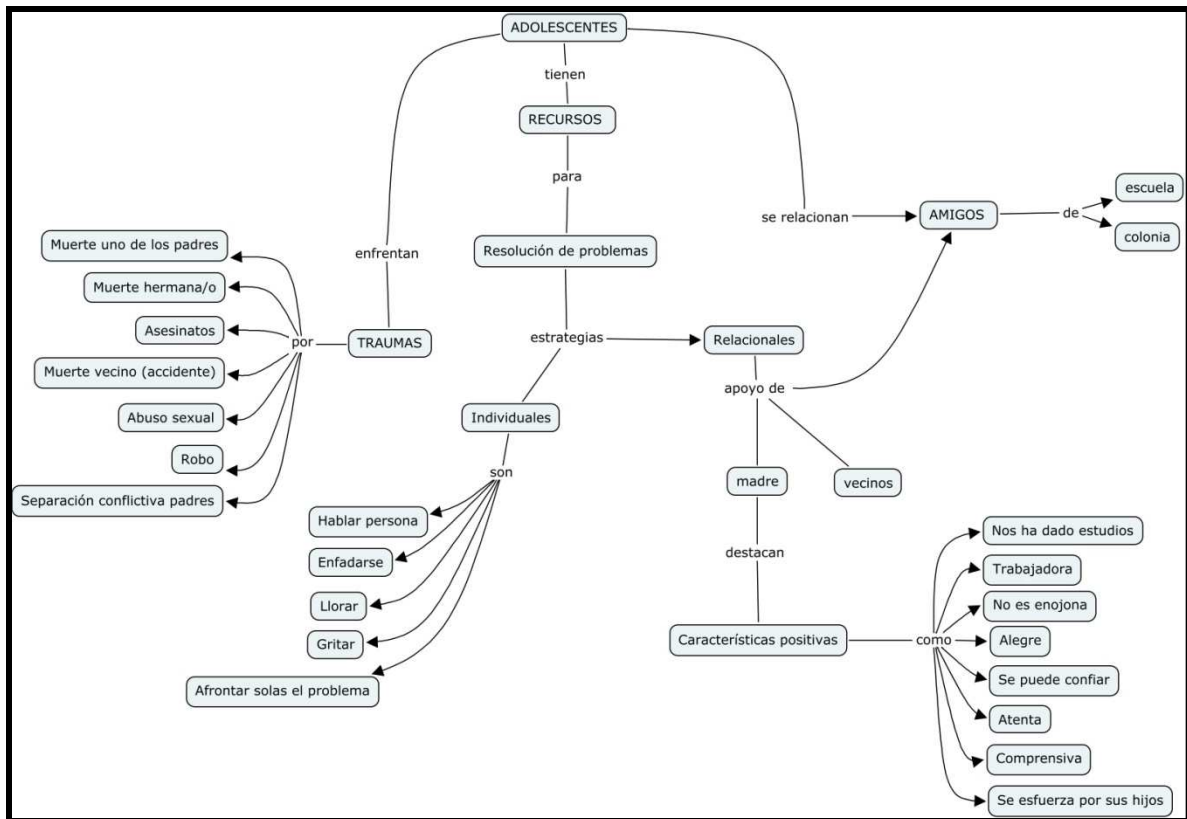 ADOLESCENTES
tienen
RECURSOS
para
Resolución de problemas
estrategias
enfrentan
TRAUMAS
por
Muerte uno de los padres
Muerte hermana/o
Asesinatos
Muerte vecino (accidente)
Abuso sexual
Robo
Separación conflictiva padres
Individuales
son
Hablar persona
Enfadarse
Llorar
Gritar
Afrontar solas el problema
Relacionales
apoyo de
madre
vecinos
destacan
Características positivas
como
Nos ha dado estudios
Trabajadora
No es enojona
Alegre
Se puede confiar
Atenta
Comprensiva
Se esfuerza por sus hijos
se relacionan
AMIGOS
de
escuela
colonia